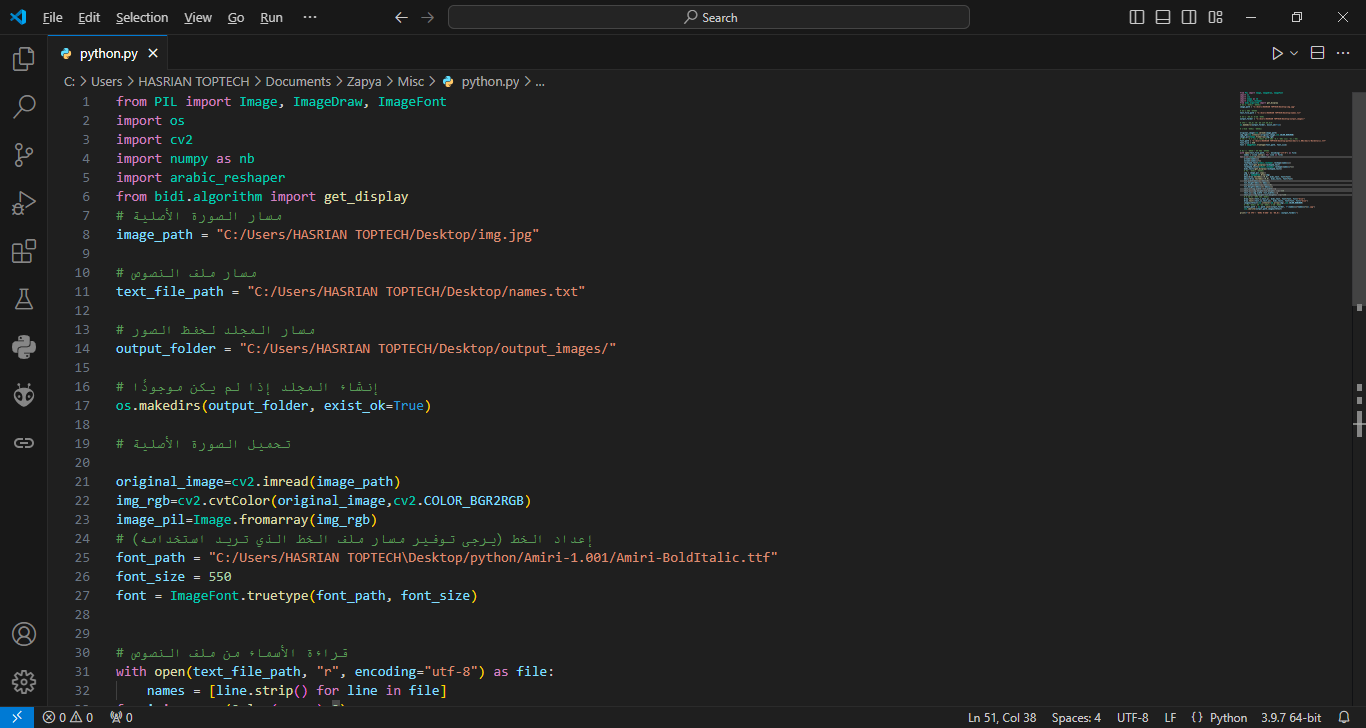 File Edit Selection View Go Run ··· Search
python.py
C: > Users > HASRIAN TOPTECH > Documents > Zapya > Misc > python.py > ...
1 from PIL import Image, ImageDraw, ImageFont
2 import os
3 import cv2
4 import numpy as nb
5 import arabic_reshaper
6 from bidi.algorithm import get_display
7 # مسار الصورة الأصلية
8 image_path = "C:/Users/HASRIAN TOPTECH/Desktop/img.jpg"
9
10 # مسار ملف النصوص
11 text_file_path = "C:/Users/HASRIAN TOPTECH/Desktop/names.txt"
12
13 # مسار المجلد لحفظ الصور
14 output_folder = "C:/Users/HASRIAN TOPTECH/Desktop/output_images/"
15
16 # إنشاء المجلد إذا لم يكن موجودًا
17 os.makedirs(output_folder, exist_ok=True)
18
19 # تحميل الصورة الأصلية
20
21 original_image=cv2.imread(image_path)
22 img_rgb=cv2.cvtColor(original_image,cv2.COLOR_BGR2RGB)
23 image_pil=Image.fromarray(img_rgb)
24 # إعداد الخط (يرجى توفير مسار ملف الخط الذي تريد استخدامه)
25 font_path = "C:/Users/HASRIAN TOPTECH\Desktop/python/Amiri-1.001/Amiri-BoldItalic.ttf"
26 font_size = 550
27 font = ImageFont.truetype(font_path, font_size)
28
29
30 # قراءة الأسماء من ملف النصوص
31 with open(text_file_path, "r", encoding="utf-8") as file:
32 names = [line.strip() for line in file]
0 0 0 Ln 51, Col 38 Spaces: 4 UTF-8 LF {} Python 3.9.7 64-bit